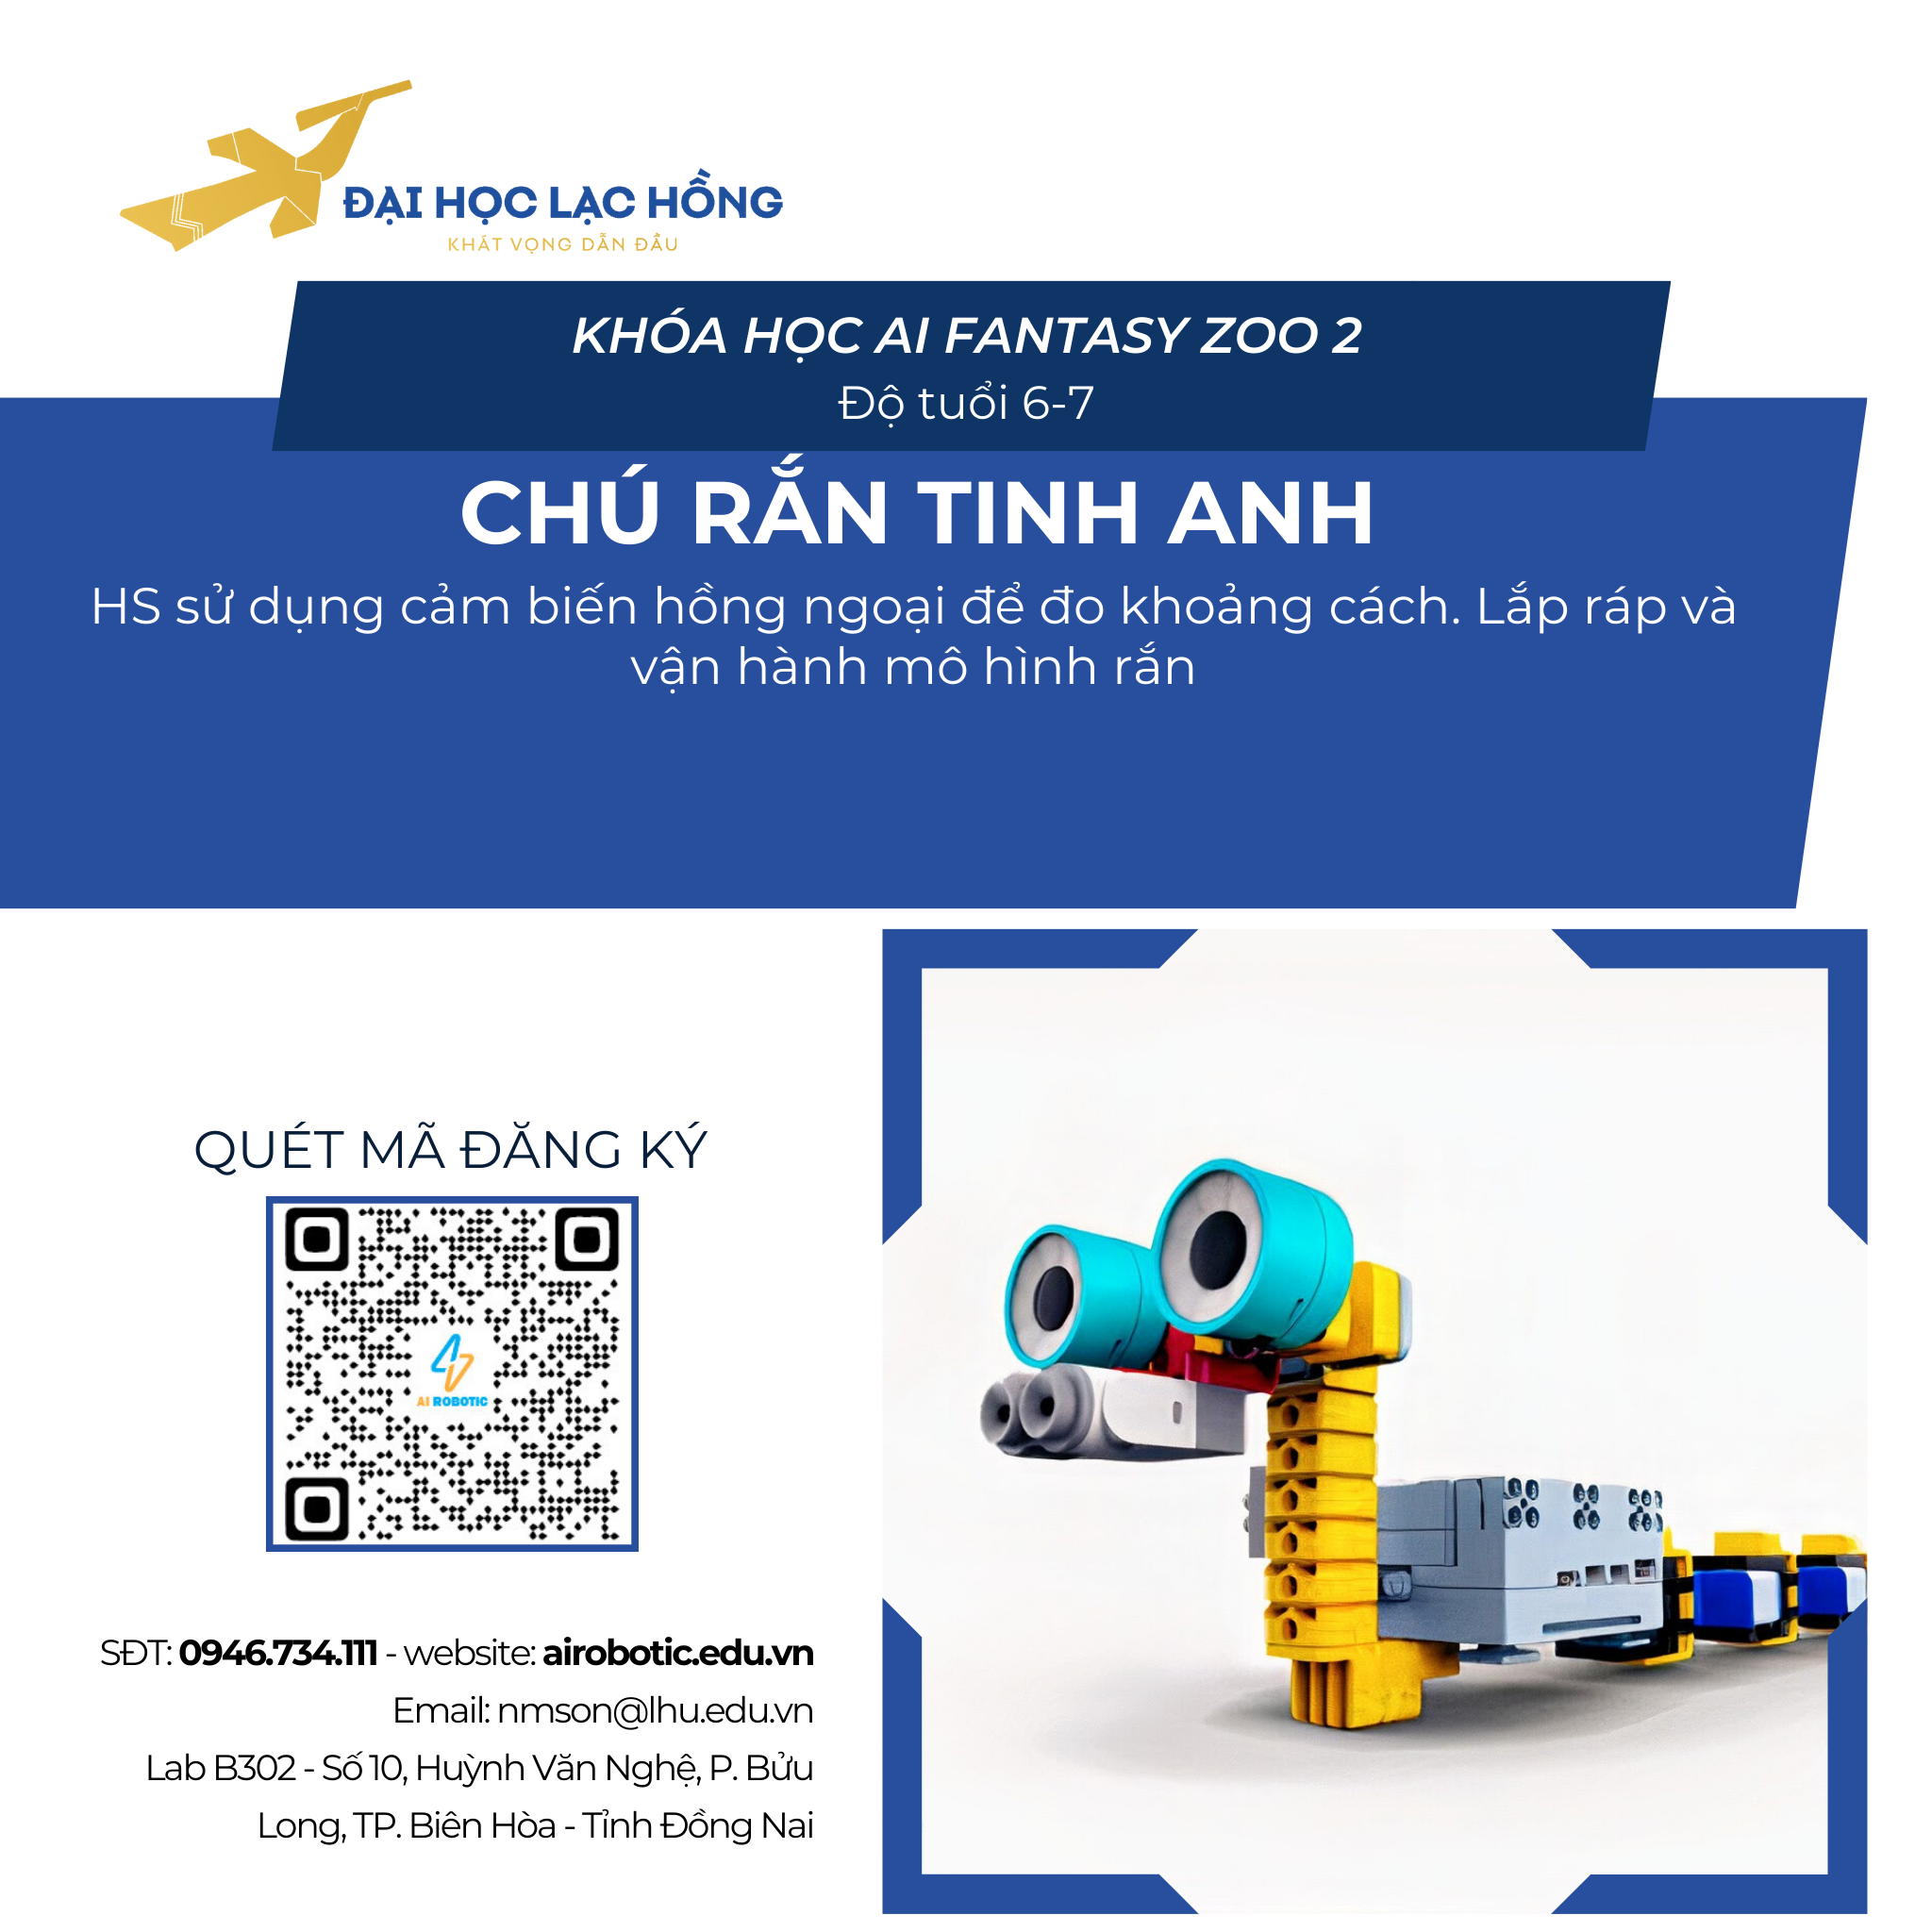 ĐẠI HỌC LẠC HỒNG
KHÁT VỌNG DẪN ĐẦU
KHÓA HỌC AI FANTASY ZOO 2
Độ tuổi 6-7
CHÚ RẮN TINH ANH
HS sử dụng cảm biến hồng ngoại để đo khoảng cách. Lắp ráp và
vận hành mô hình rắn
QUÉT MÃ ĐĂNG KÝ
AI ROBOTIC
SĐT: 0946.734.111 - website: airobotic.edu.vn
Email: nmson@lhu.edu.vn
Lab B302 - Số 10, Huỳnh Văn Nghệ, P. Bửu
Long, TP. Biên Hòa - Tỉnh Đồng Nai